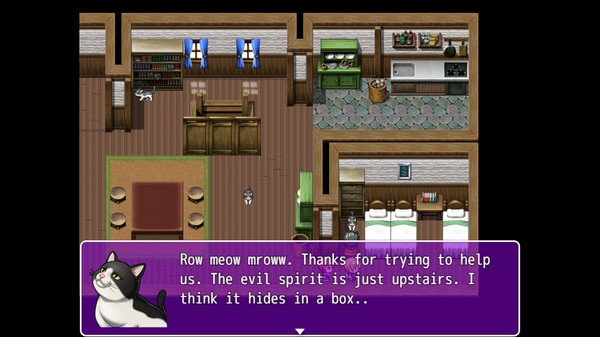 Row meow mroww. Thanks for trying to help
us. The evil spirit is just upstairs. I
think it hides in a box..